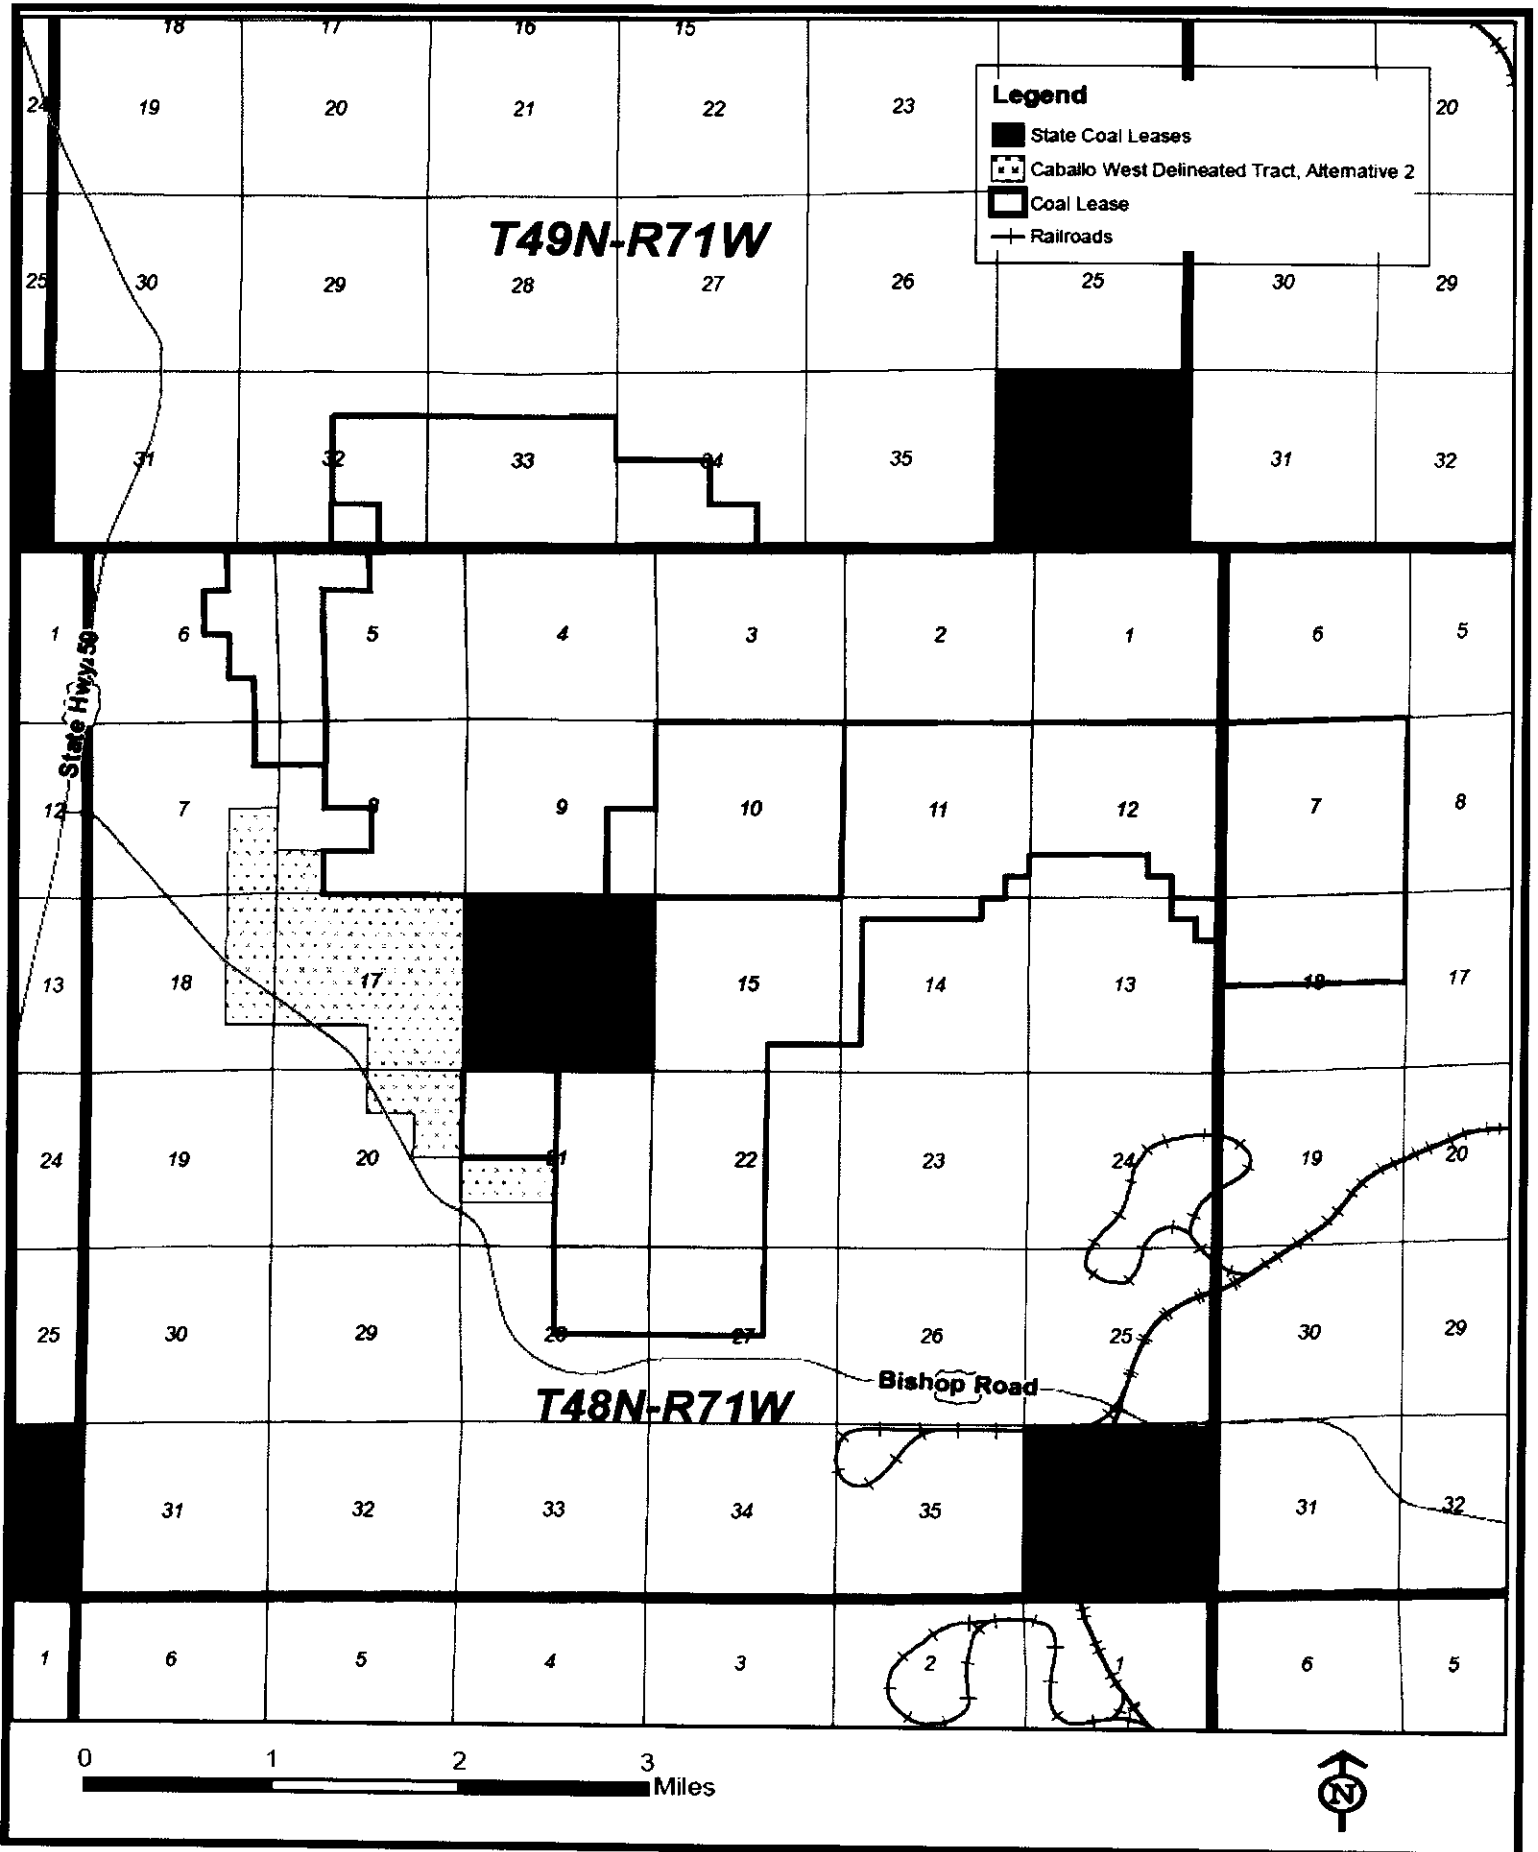 18 17 16 15
Legend
State Coal Leases
Caballo West Delineated Tract, Alternative 2
Coal Lease
Railroads
24 19 20 21 22 23 20
T49N-R71W
25 30 29 28 27 26 25 30 29
31 32 33 34 35 31 32
1 6 5 4 3 2 1 6 5
State Hwy. 59
12 7 8 9 10 11 12 7 8
13 18 17 15 14 13 18 17
24 19 20 21 22 23 24 19 20
25 30 29 28 27 26 25 30 29
Bishop Road
T48N-R71W
31 32 33 34 35 31 32
1 6 5 4 3 2 1 6 5
0 1 2 3
Miles
N